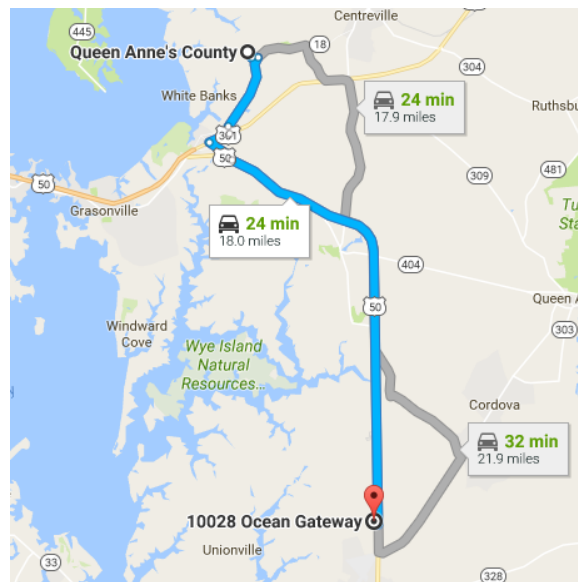 Centreville
445
Queen Anne's County
18
304
White Banks
24 min
17.9 miles
Ruthsbu
301
50
50
481
309
Tu
Sta
Grasonville
24 min
18.0 miles
404
50
Queen A
Windward
Cove
303
Wye Island
Natural
Resources...
Cordova
32 min
21.9 miles
10028 Ocean Gateway
Unionville
33
328